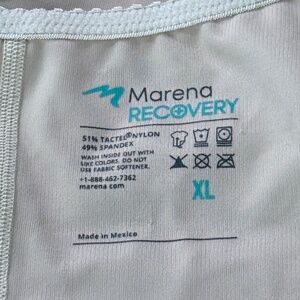 Marena
RECOVERY
51% TACTEL® NYLON
49% SPANDEX
WASH INSIDE OUT WITH
LIKE COLORS. DO NOT
USE FABRIC SOFTENER.
+1-888-462-7362
marena.com
XL
Made in Mexico